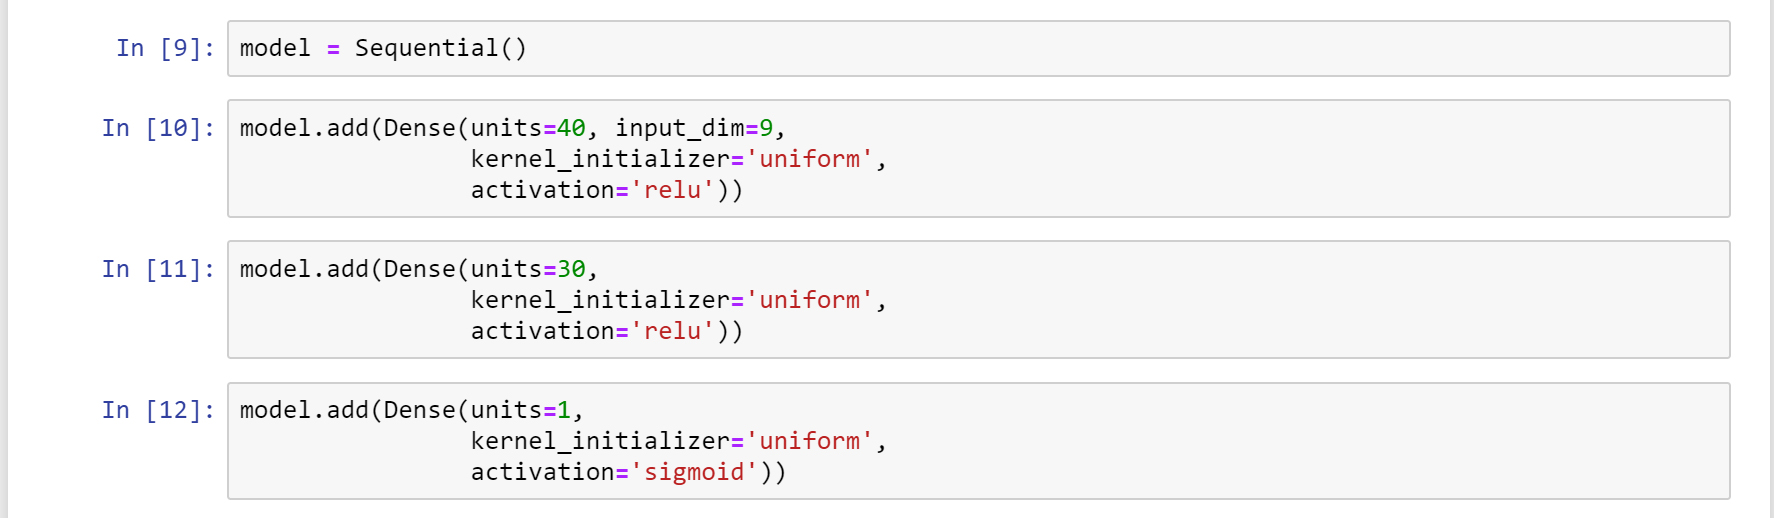 In [9]: model = Sequential()
In [10]: model.add(Dense(units=40, input_dim=9,
kernel_initializer='uniform',
activation='relu'))
In [11]: model.add(Dense(units=30,
kernel_initializer='uniform',
activation='relu'))
In [12]: model.add(Dense(units=1,
kernel_initializer='uniform',
activation='sigmoid'))